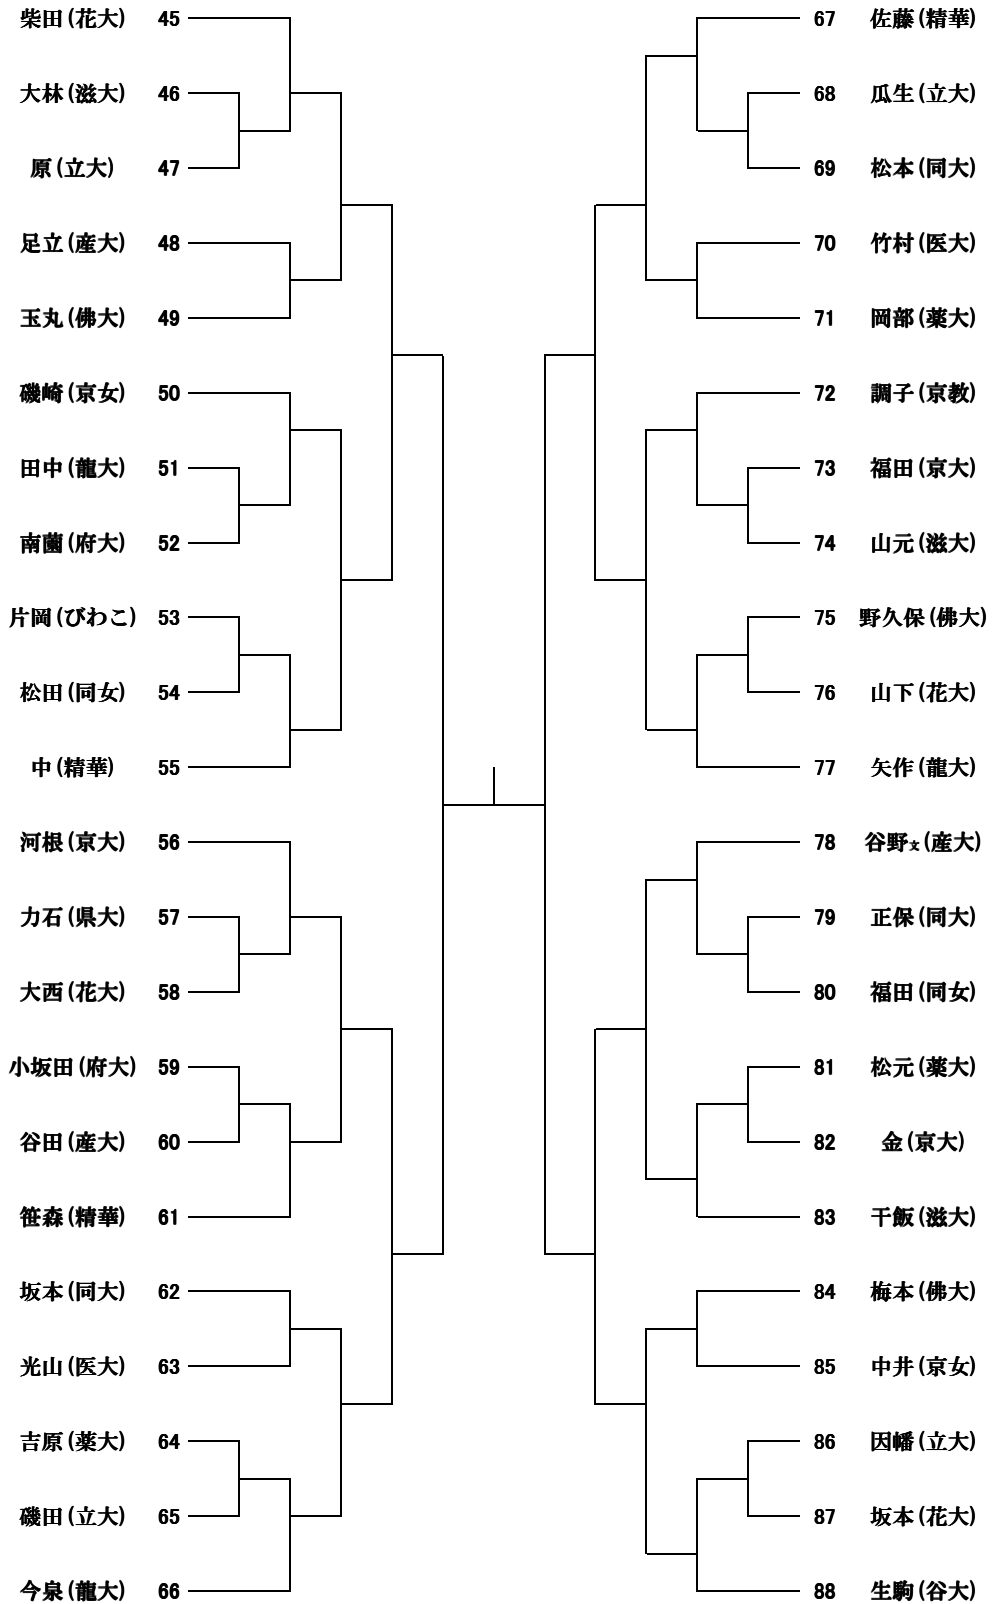 柴田(花大) 45
大林(滋大) 46
原(立大) 47
足立(産大) 48
玉丸(佛大) 49
磯崎(京女) 50
田中(龍大) 51
南薗(府大) 52
片岡(びわこ) 53
松田(同女) 54
中(精華) 55
河根(京大) 56
力石(県大) 57
大西(花大) 58
小坂田(府大) 59
谷田(産大) 60
笹森(精華) 61
坂本(同大) 62
光山(医大) 63
吉原(薬大) 64
磯田(立大) 65
今泉(龍大) 66
67 佐藤(精華)
68 瓜生(立大)
69 松本(同大)
70 竹村(医大)
71 岡部(薬大)
72 調子(京教)
73 福田(京大)
74 山元(滋大)
75 野久保(佛大)
76 山下(花大)
77 矢作(龍大)
78 谷野文(産大)
79 正保(同大)
80 福田(同女)
81 松元(薬大)
82 金(京大)
83 干飯(滋大)
84 梅本(佛大)
85 中井(京女)
86 因幡(立大)
87 坂本(花大)
88 生駒(谷大)